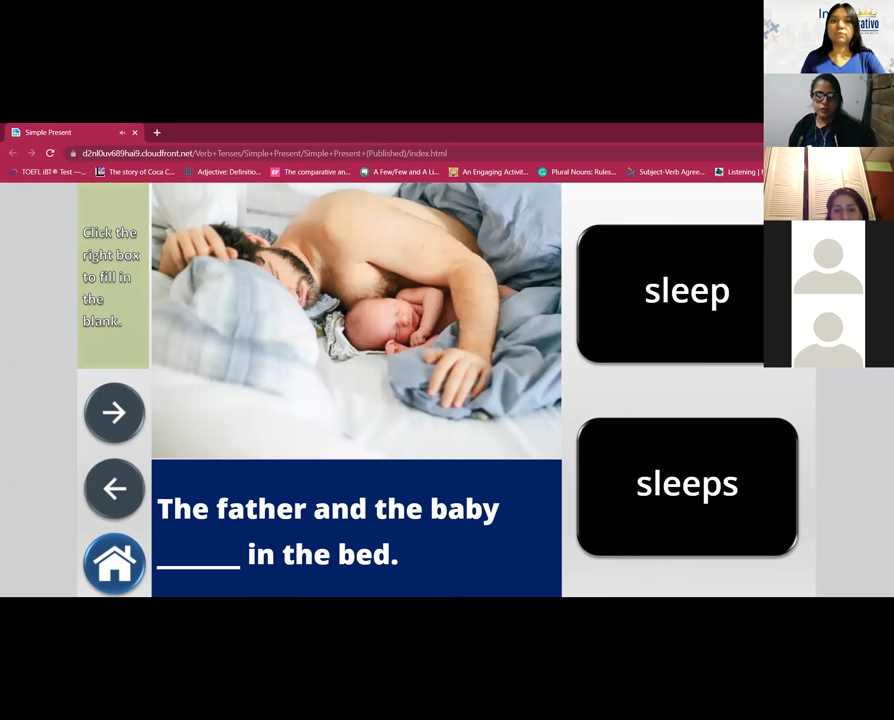 Simple Present
d2nl0uv689hai9.cloudfront.net/Verb+Tenses/Simple+Present/Simple+Present+(Published)/index.html
TOEFL iBT® Test —...
The story of Coca C...
Adjective: Definitio...
The comparative an...
A Few/Few and A Li...
An Engaging Activit...
Plural Nouns: Rules...
Subject-Verb Agree...
Listening |
Click the
right box
to fill in
the
blank.
sleep
sleeps
The father and the baby
______ in the bed.